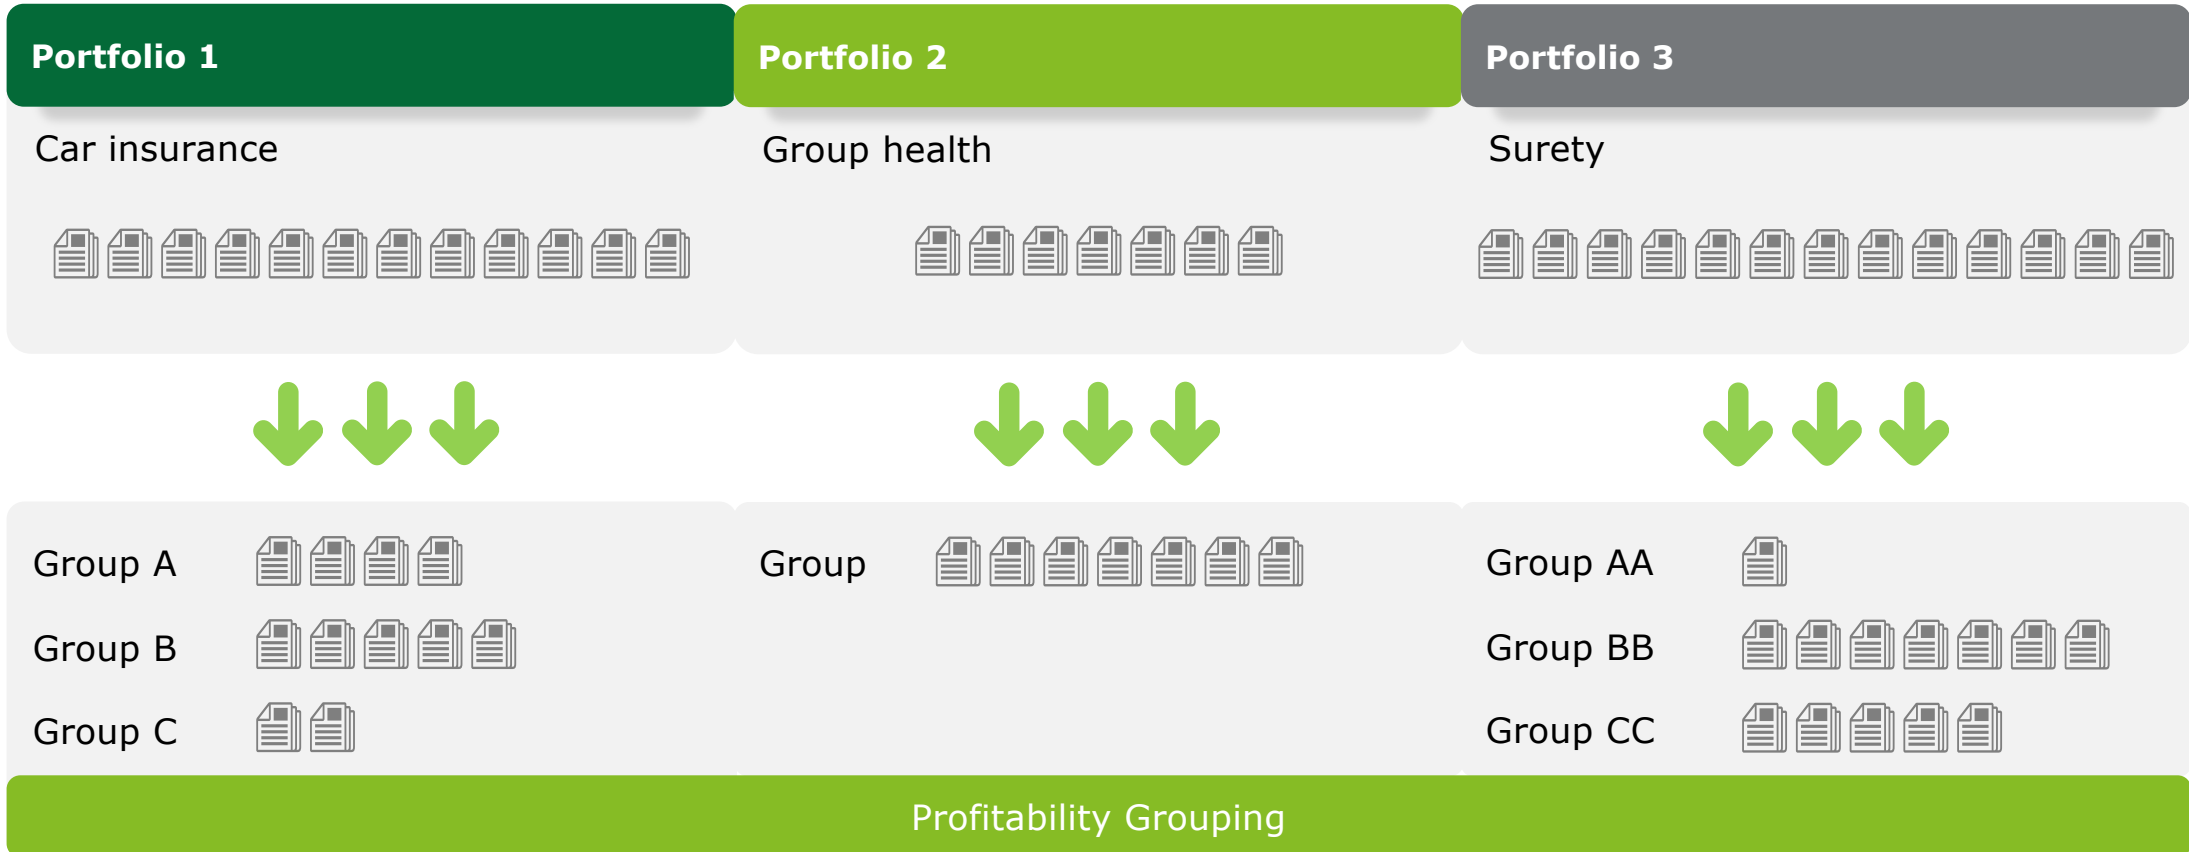 Portfolio 1
Portfolio 2
Portfolio 3
Car insurance
Group health
Surety
Group A
Group
Group AA
Group B
Group BB
Group C
Group CC
Profitability Grouping